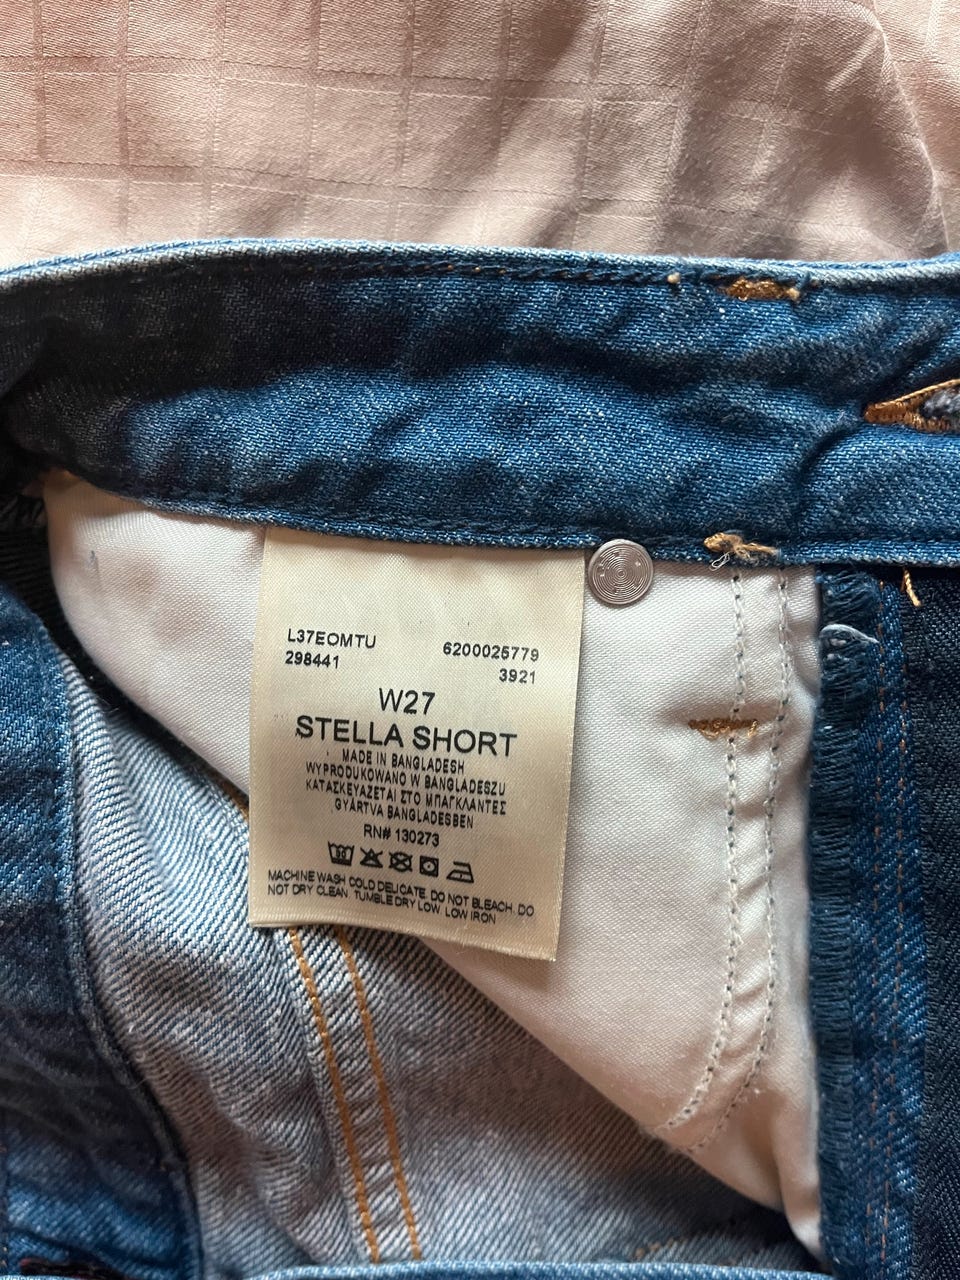 L37EOMTU 6200025779
298441 3921
W27
STELLA SHORT
MADE IN BANGLADESH
WYPRODUKOWANO W BANGLADESZU
ΚΑΤΑΣΚΕΥΑΖΕΤΑΙ ΣΤΟ ΜΠΑΓΚΛΑΝΤΕΣ
GYÁRTVA BANGLADESBEN
RN# 130273
MACHINE WASH COLD DELICATE. DO NOT BLEACH. DO
NOT DRY CLEAN TUMBLE DRY LOW LOW IRON